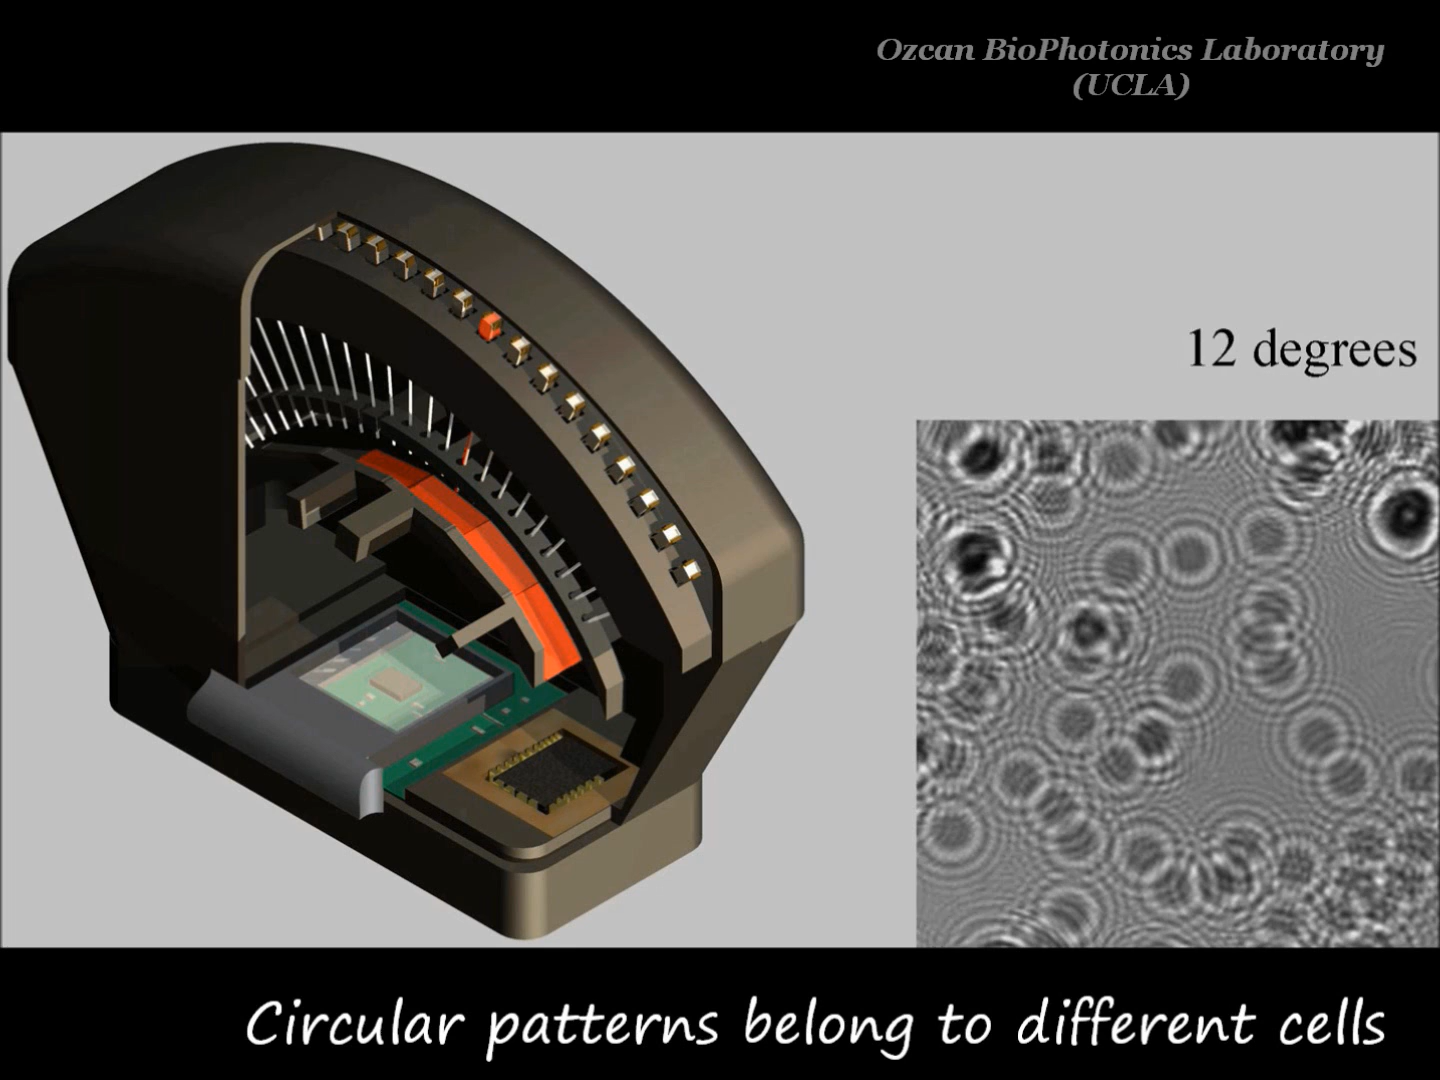 Ozcan BioPhotonics Laboratory
(UCLA)
12 degrees
Circular patterns belong to different cells